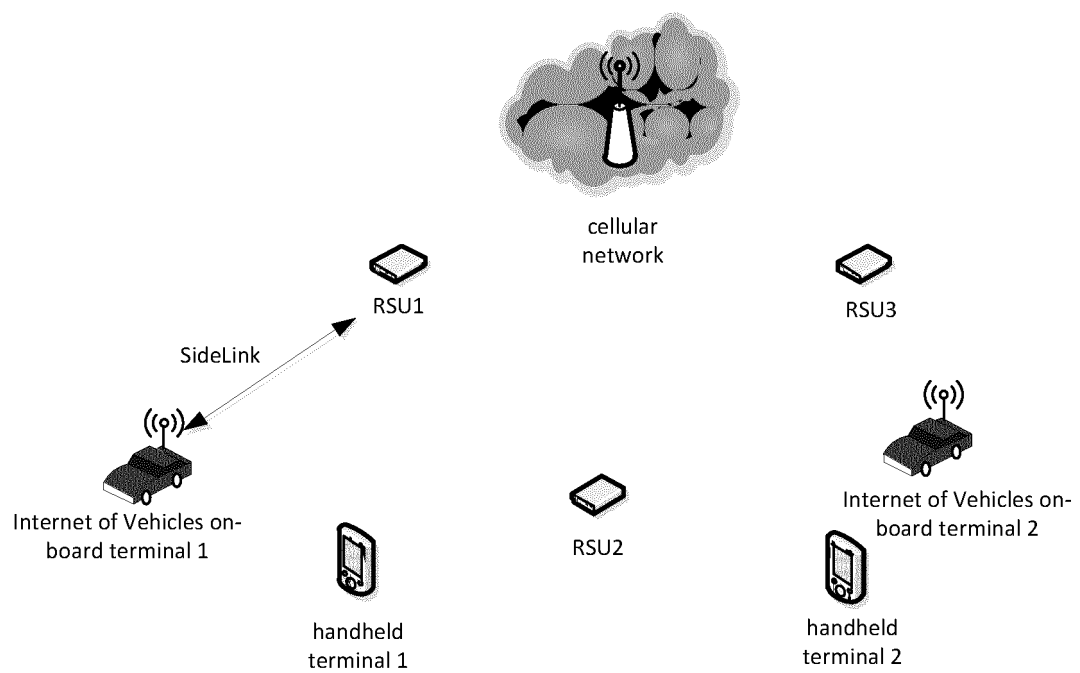 cellular
network
RSU1
RSU3
SideLink
Internet of Vehicles on-
board terminal 1
Internet of Vehicles on-
board terminal 2
RSU2
handheld
terminal 1
handheld
terminal 2